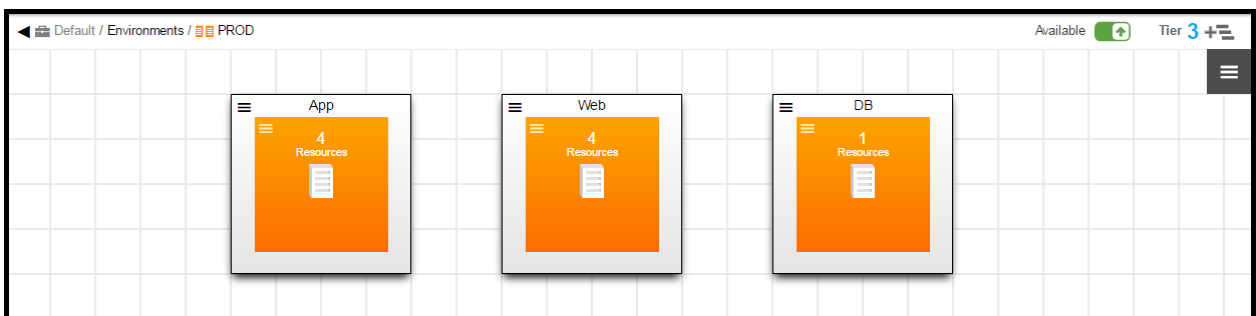 Default / Environments / PROD
Available
Tier 3
App
4
Resources
Web
4
Resources
DB
1
Resources